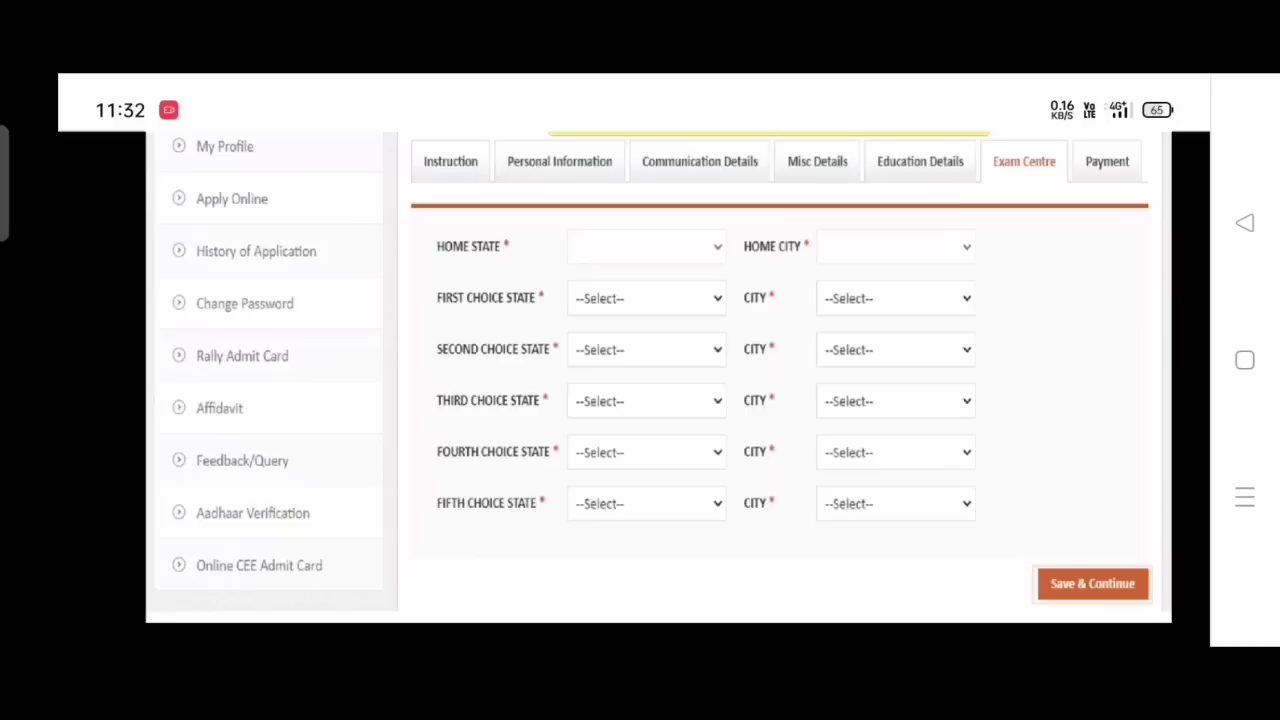 11:32
0.16 KB/S Vo LTE 4G+ 65
My Profile
Apply Online
History of Application
Change Password
Rally Admit Card
Affidavit
Feedback/Query
Aadhaar Verification
Online CEE Admit Card
Instruction Personal Information Communication Details Misc Details Education Details Exam Centre Payment
HOME STATE * HOME CITY *
FIRST CHOICE STATE * --Select-- CITY * --Select--
SECOND CHOICE STATE * --Select-- CITY * --Select--
THIRD CHOICE STATE * --Select-- CITY * --Select--
FOURTH CHOICE STATE * --Select-- CITY * --Select--
FIFTH CHOICE STATE * --Select-- CITY * --Select--
Save & Continue